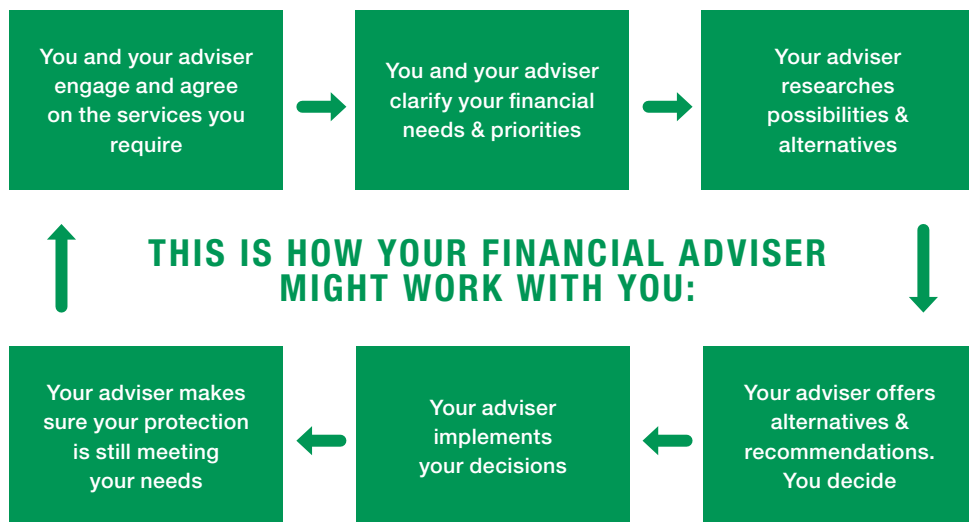 You and your adviser
engage and agree
on the services you
require
You and your adviser
clarify your financial
needs & priorities
Your adviser
researches
possibilities &
alternatives
THIS IS HOW YOUR FINANCIAL ADVISER
MIGHT WORK WITH YOU:
Your adviser makes
sure your protection
is still meeting
your needs
Your adviser
implements
your decisions
Your adviser offers
alternatives &
recommendations.
You decide